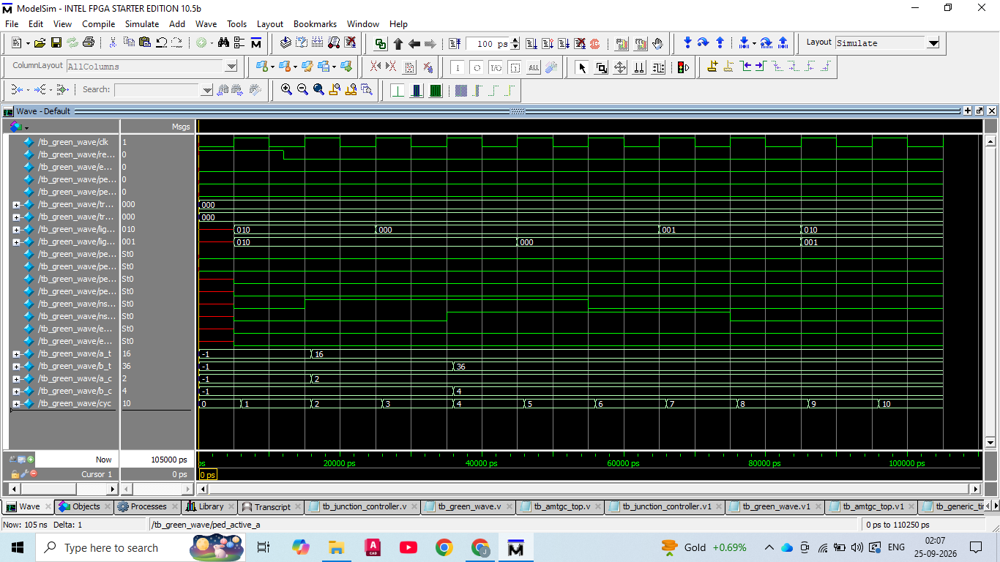 ModelSim - INTEL FPGA STARTER EDITION 10.5b
File Edit View Compile Simulate Add Wave Tools Layout Bookmarks Window Help
100 ps
Layout Simulate
ColumnLayout AllColumns
ALL
Search:
Wave - Default
Msgs
/tb_green_wave/clk 1
/tb_green_wave/re... 0
/tb_green_wave/e... 0
/tb_green_wave/pe... 0
/tb_green_wave/pe... 0
/tb_green_wave/tr... 000 000
/tb_green_wave/tr... 000 000
/tb_green_wave/lig... 010 010 000 001 010
/tb_green_wave/lig... 001 010 000 001
/tb_green_wave/pe... St0
/tb_green_wave/pe... St0
/tb_green_wave/pe... St0
/tb_green_wave/pe... St0
/tb_green_wave/ns... St0
/tb_green_wave/ns... St0
/tb_green_wave/e... St0
/tb_green_wave/e... St0
/tb_green_wave/a_t 16 -1 16
/tb_green_wave/b_t 36 -1 36
/tb_green_wave/a_c 2 -1 2
/tb_green_wave/b_c 4 -1 4
/tb_green_wave/cyc 10 0 1 2 3 4 5 6 7 8 9 10
Now 105000 ps ps 20000 ps 40000 ps 60000 ps 80000 ps 100000 ps
Cursor 1 0 ps 0 ps
Wave Objects Processes Library Transcript tb_junction_controller.v tb_green_wave.v tb_amtgc_top.v tb_junction_controller.v1 tb_green_wave.v1 tb_amtgc_top.v1 tb_generic_ti
Now: 105 ns Delta: 1 /tb_green_wave/ped_active_a 0 ps to 110250 ps
Type here to search
Gold +0.69%
ENG
02:07
25-09-2026